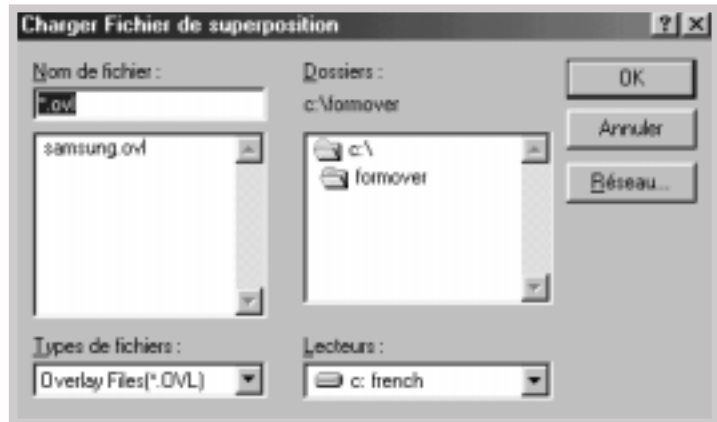 Charger Fichier de superposition
Nom de fichier :
*.ovl
samsung.ovl
Types de fichiers :
Overlay Files(*.OVL)
Dossiers :
c:\formover
c:\
formover
Lecteurs :
c: french
OK
Annuler
Réseau...